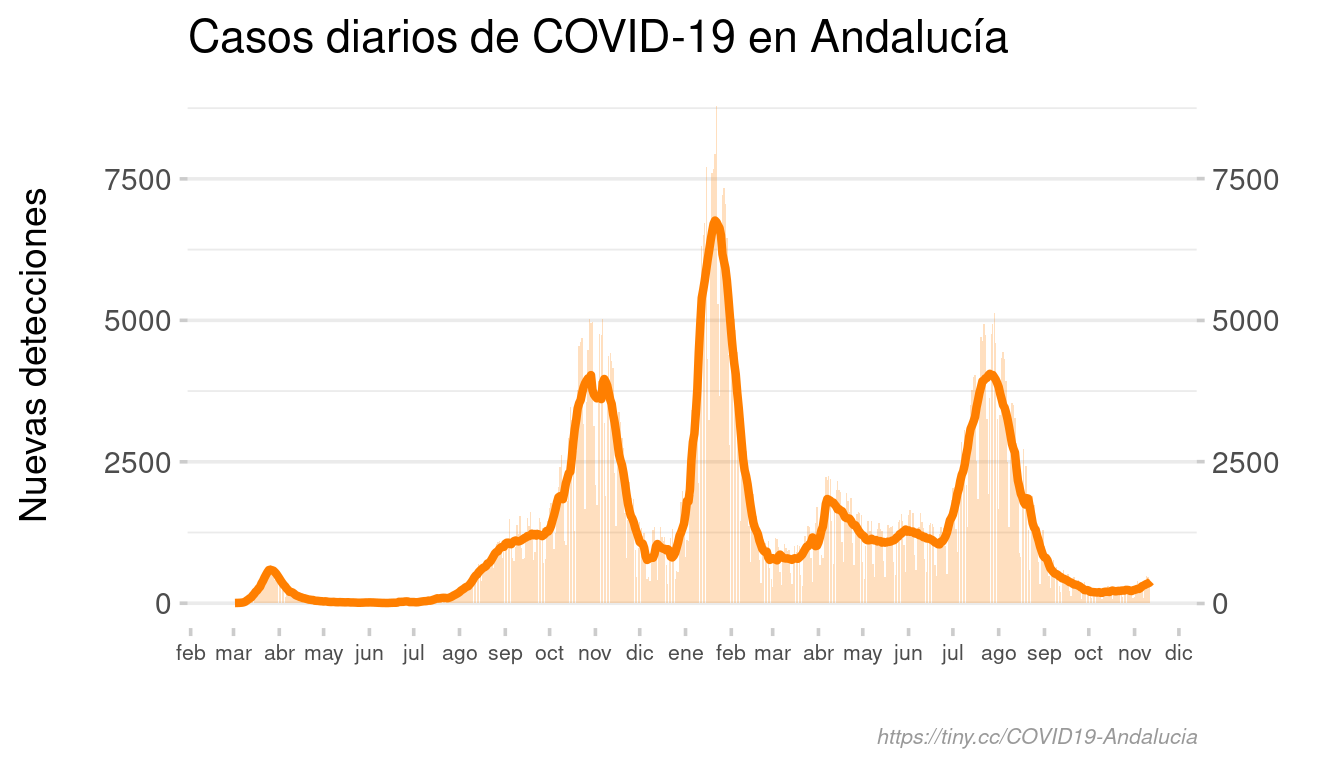 Casos diarios de COVID-19 en Andalucía
Nuevas detecciones
7500 7500
5000 5000
2500 2500
0 0
feb mar abr may jun jul ago sep oct nov dic ene feb mar abr may jun jul ago sep oct nov dic
https://tiny.cc/COVID19-Andalucia